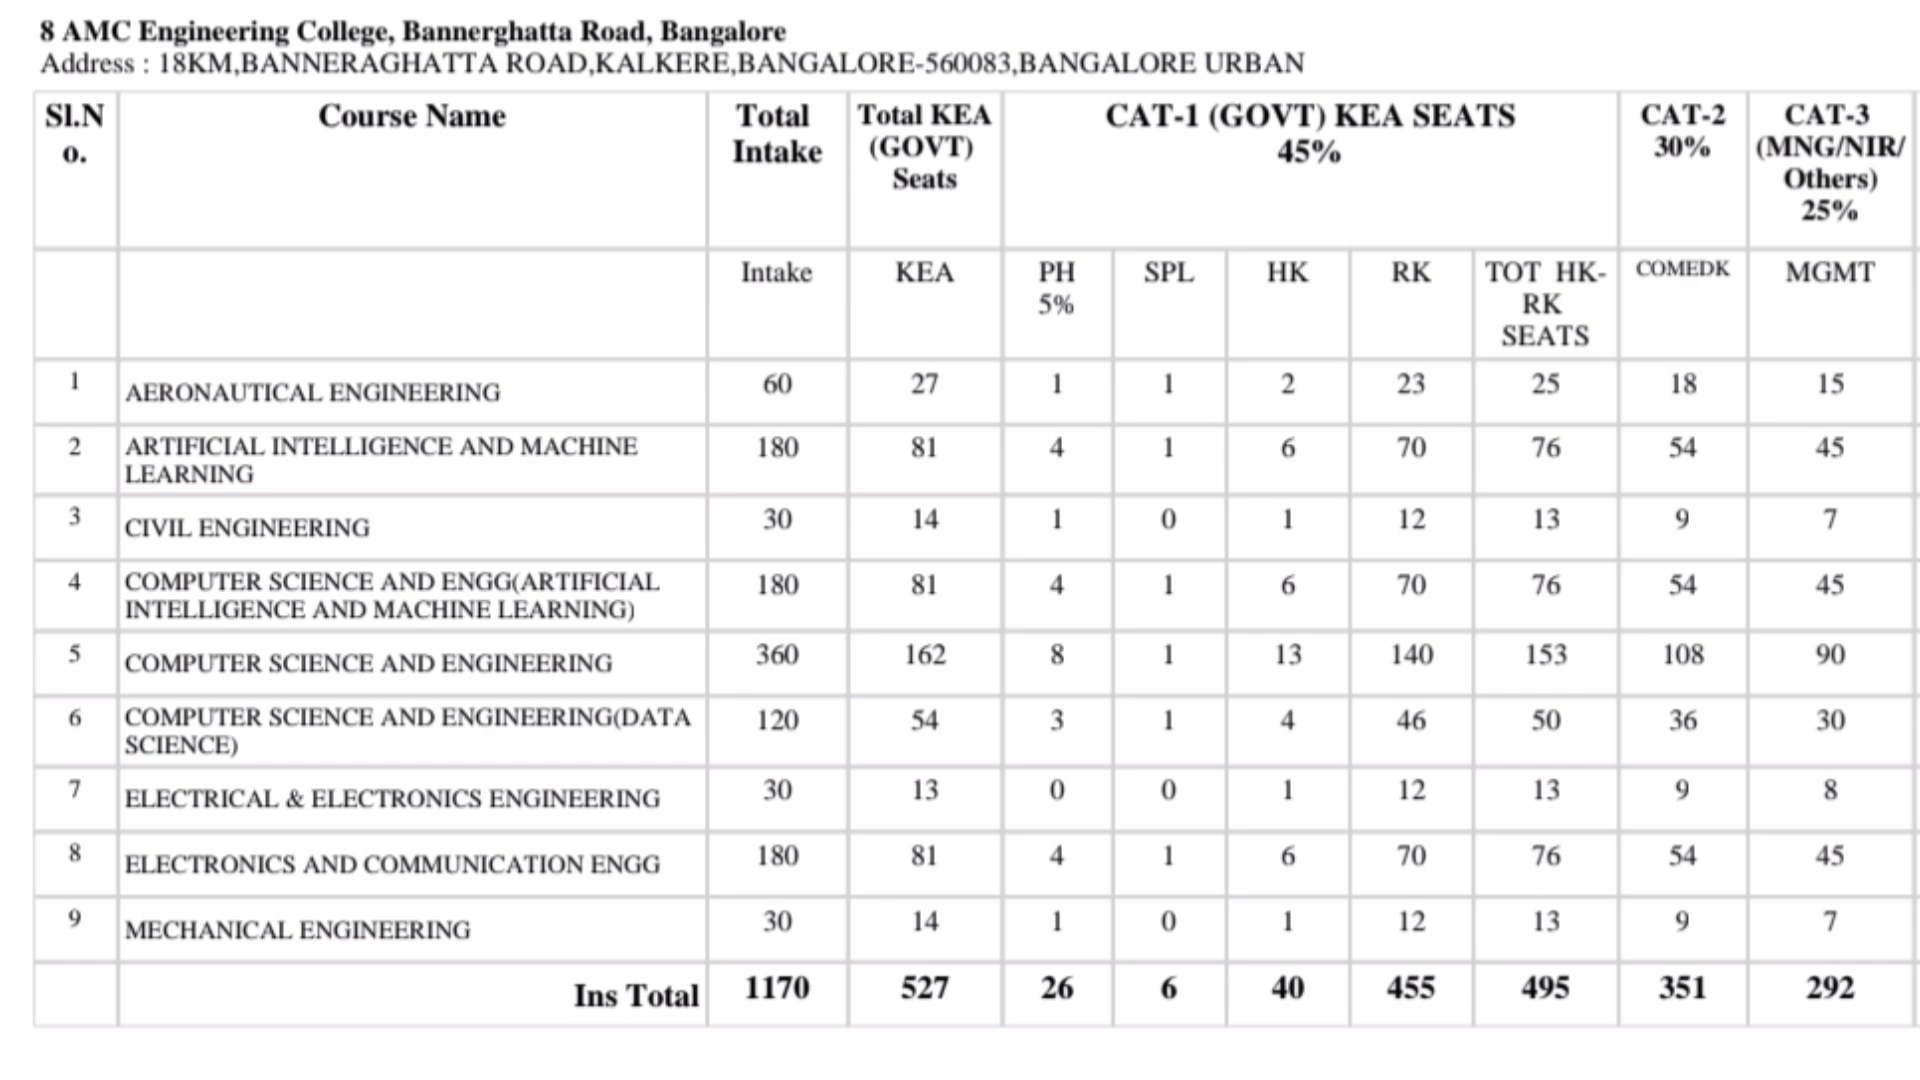 8 AMC Engineering College, Bannerghatta Road, Bangalore
Address : 18KM,BANNERAGHATTA ROAD,KALKERE,BANGALORE-560083,BANGALORE URBAN
Sl.No. Course Name Total Intake Total KEA (GOVT) Seats CAT-1 (GOVT) KEA SEATS 45% CAT-2 30% CAT-3 (MNG/NIR/Others) 25%
Intake KEA PH 5% SPL HK RK TOT HK-RK SEATS COMEDK MGMT
1 AERONAUTICAL ENGINEERING 60 27 1 1 2 23 25 18 15
2 ARTIFICIAL INTELLIGENCE AND MACHINE LEARNING 180 81 4 1 6 70 76 54 45
3 CIVIL ENGINEERING 30 14 1 0 1 12 13 9 7
4 COMPUTER SCIENCE AND ENGG(ARTIFICIAL INTELLIGENCE AND MACHINE LEARNING) 180 81 4 1 6 70 76 54 45
5 COMPUTER SCIENCE AND ENGINEERING 360 162 8 1 13 140 153 108 90
6 COMPUTER SCIENCE AND ENGINEERING(DATA SCIENCE) 120 54 3 1 4 46 50 36 30
7 ELECTRICAL & ELECTRONICS ENGINEERING 30 13 0 0 1 12 13 9 8
8 ELECTRONICS AND COMMUNICATION ENGG 180 81 4 1 6 70 76 54 45
9 MECHANICAL ENGINEERING 30 14 1 0 1 12 13 9 7
Ins Total 1170 527 26 6 40 455 495 351 292